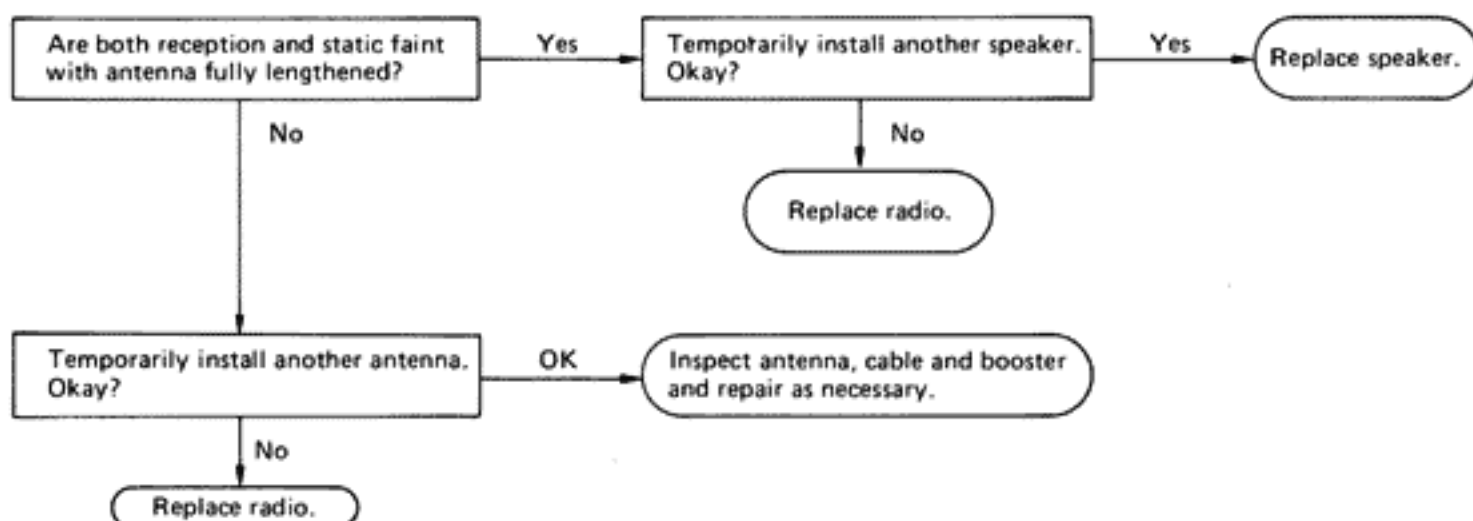 Are both reception and static faint
with antenna fully lengthened?
Yes
Temporarily install another speaker.
Okay?
Yes
Replace speaker.
No
No
Replace radio.
Temporarily install another antenna.
Okay?
OK
Inspect antenna, cable and booster
and repair as necessary.
No
Replace radio.